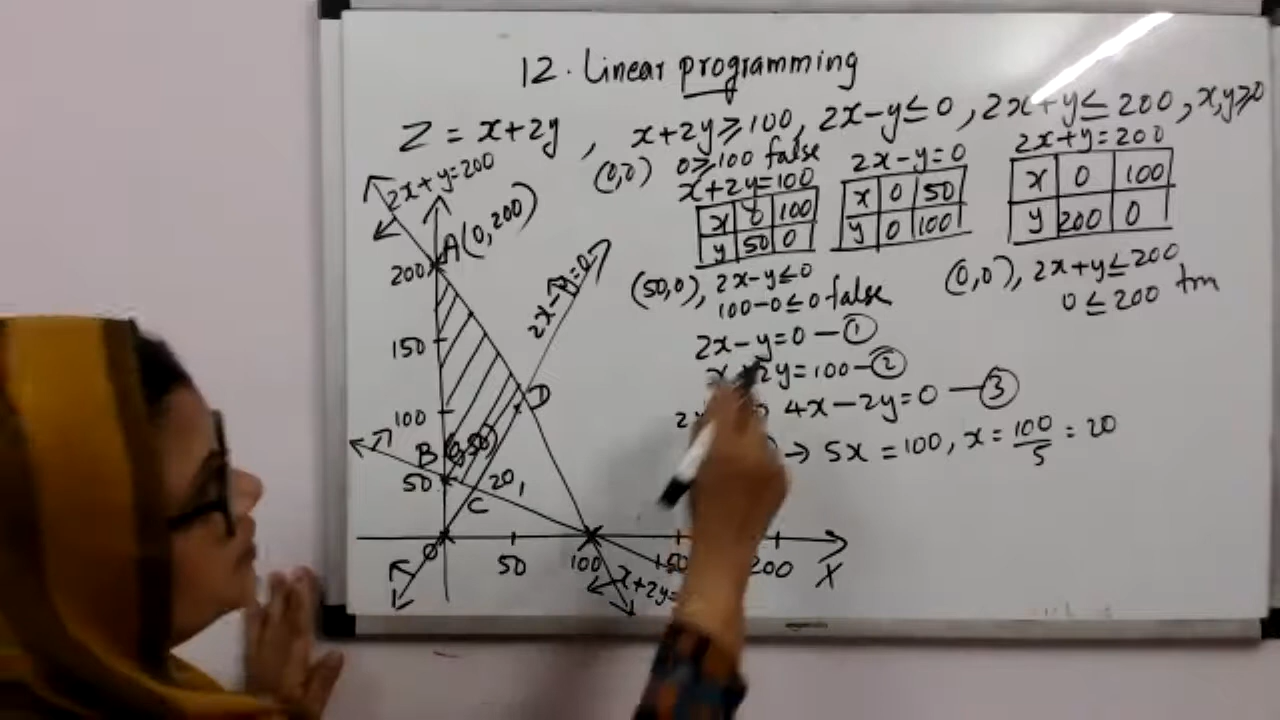 12. Linear programming
Z = x+2y, x+2y ≥ 100, 2x-y ≤ 0, 2x+y ≤ 200, x,y ≥ 0
(0,0) 0 ≥ 100 false
x+2y=100
x 0 100
y 50 0
2x-y=0
x 0 50
y 0 100
2x+y=200
x 0 100
y 200 0
(50,0), 2x-y ≤ 0
100-0 ≤ 0 false
(0,0), 2x+y ≤ 200
0 ≤ 200
2x-y=0 — ①
2y=100 — ②
4x-2y=0 — ③
→ 5x = 100, x = 100/5 = 20
2x+y=200
A(0,200)
200
2x-y=0
150
100
D
B (0,50)
50
20,
C
O
50
100
200
X
x+2y=